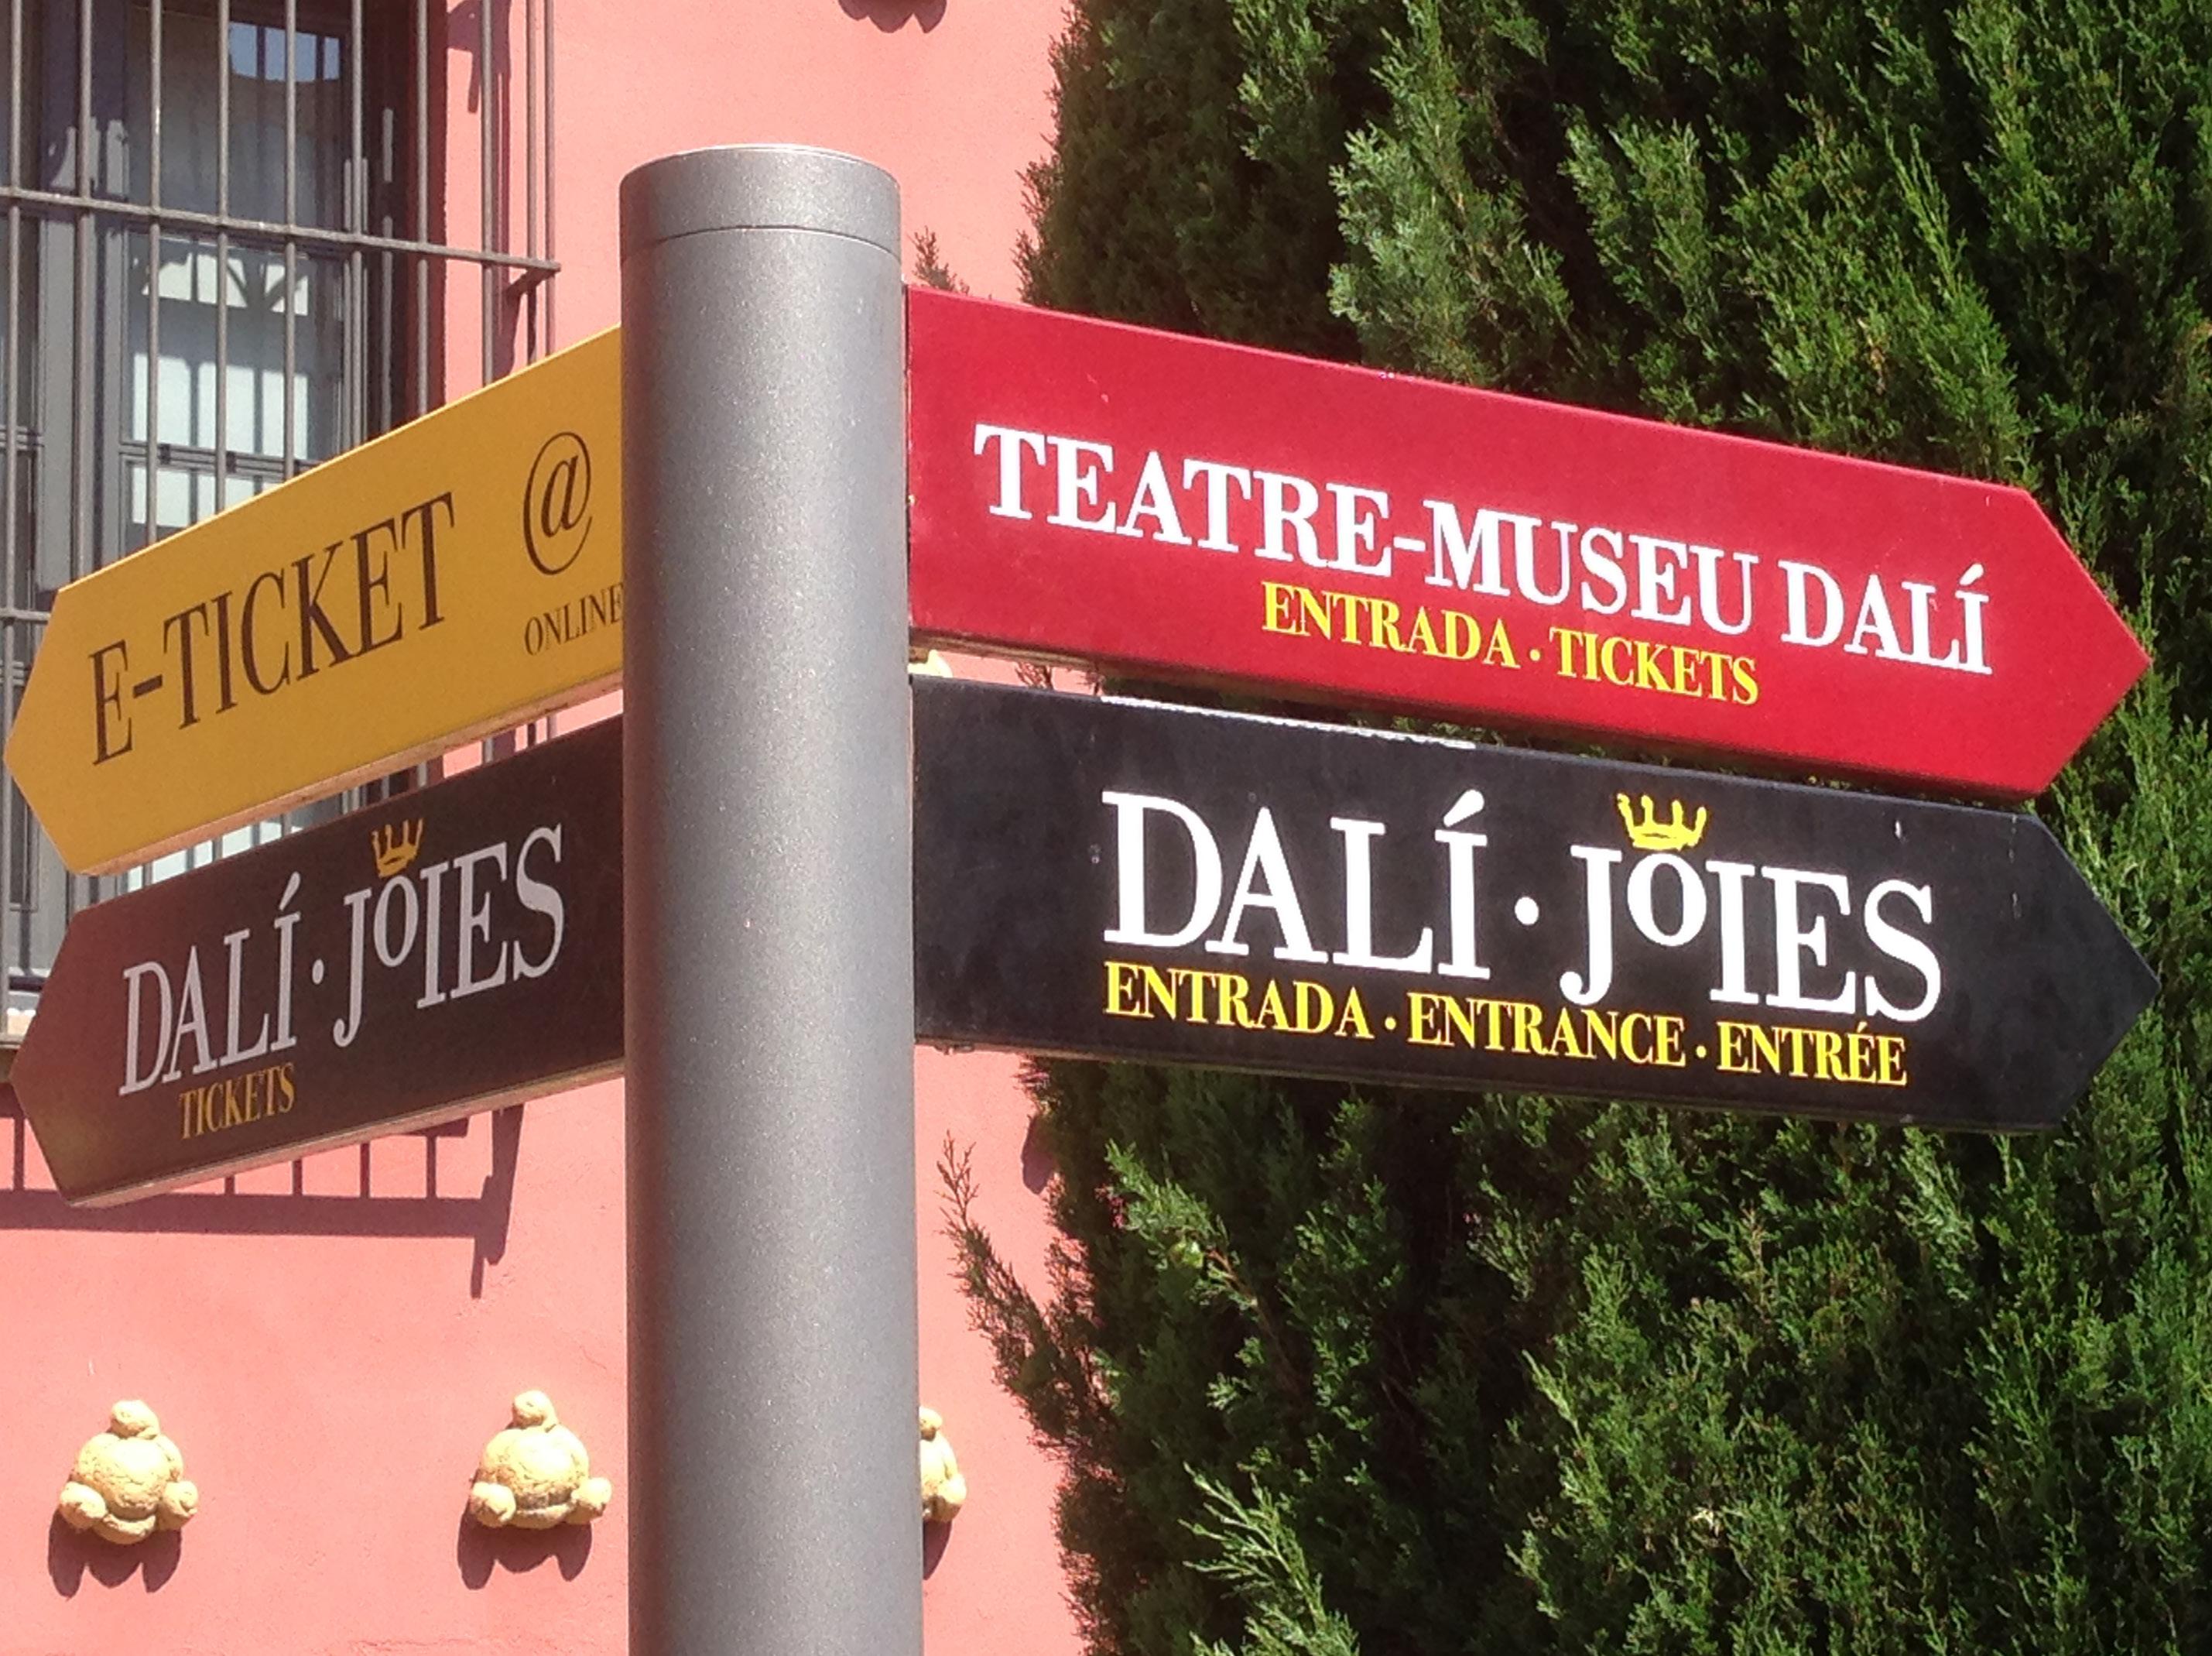 E-TICKET @
ONLINE
DALÍ · JOIES
TICKETS
TEATRE-MUSEU DALÍ
ENTRADA · TICKETS
DALÍ · JOIES
ENTRADA · ENTRANCE · ENTRÉE